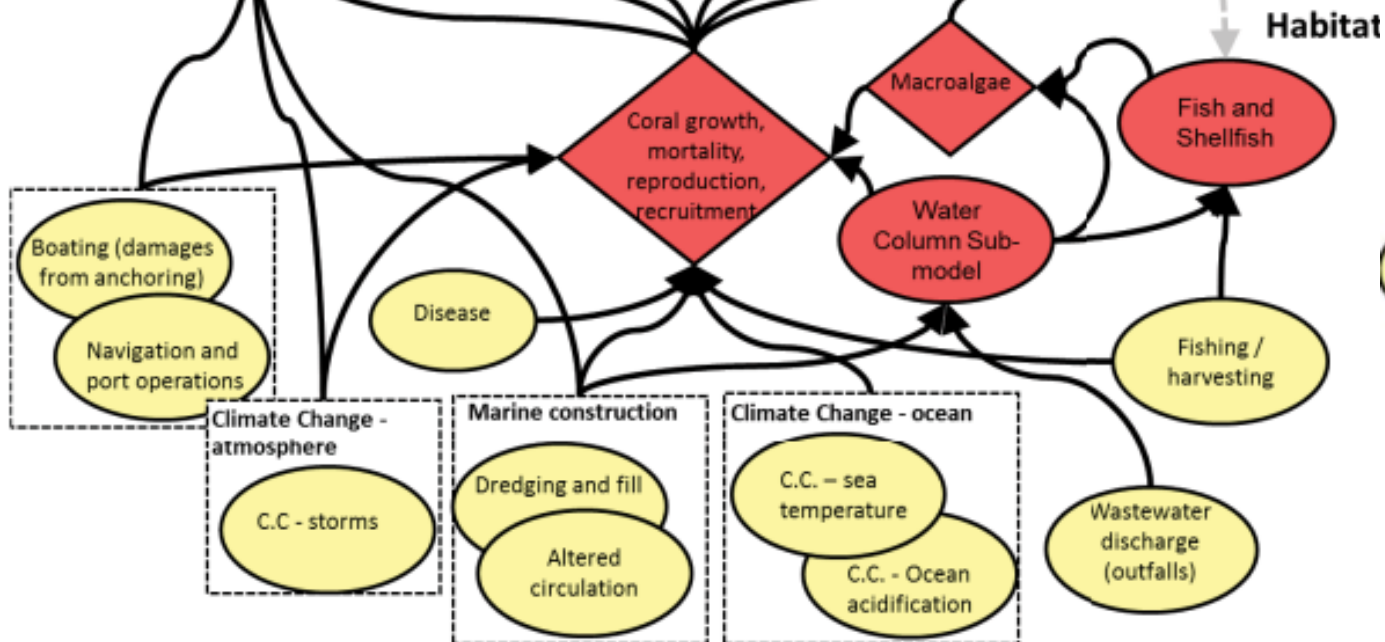 Habitat
Macroalgae
Fish and
Shellfish
Coral growth,
mortality,
reproduction,
recruitment
Water
Column Sub-
model
Boating (damages
from anchoring)
Disease
Navigation and
port operations
Fishing /
harvesting
Climate Change -
atmosphere
Marine construction
Climate Change - ocean
C.C - storms
Dredging and fill
Altered
circulation
C.C. – sea
temperature
C.C. - Ocean
acidification
Wastewater
discharge
(outfalls)